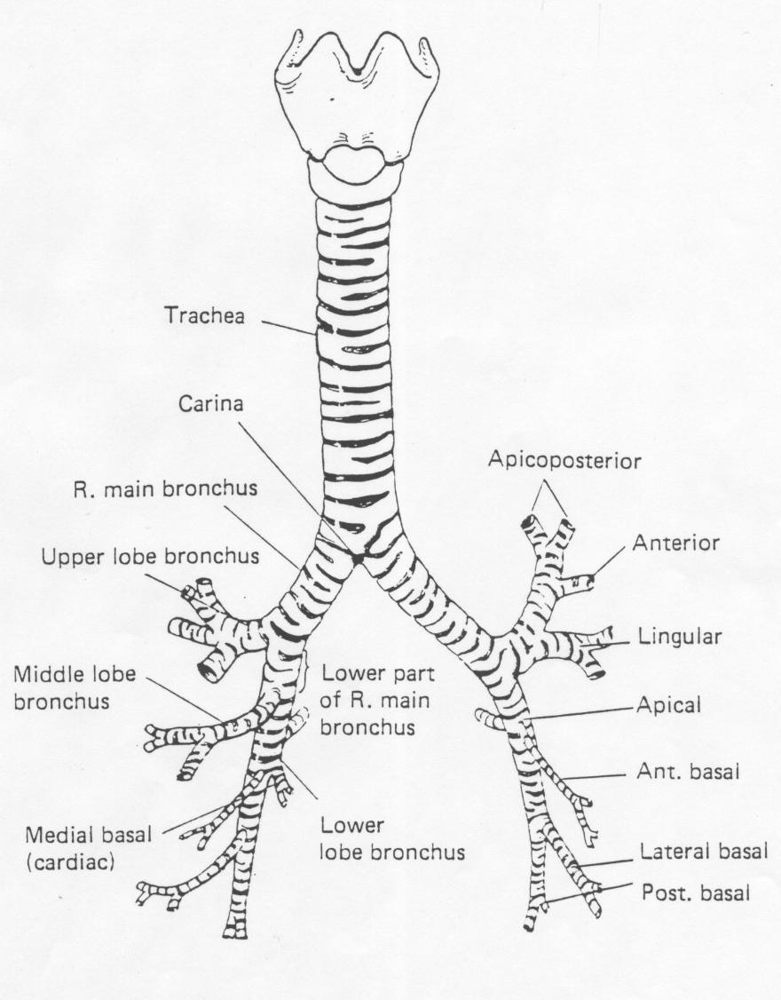 Trachea
Carina
R. main bronchus
Upper lobe bronchus
Middle lobe
bronchus
Lower part
of R. main
bronchus
Medial basal
(cardiac)
Lower
lobe bronchus
Apicoposterior
Anterior
Lingular
Apical
Ant. basal
Lateral basal
Post. basal